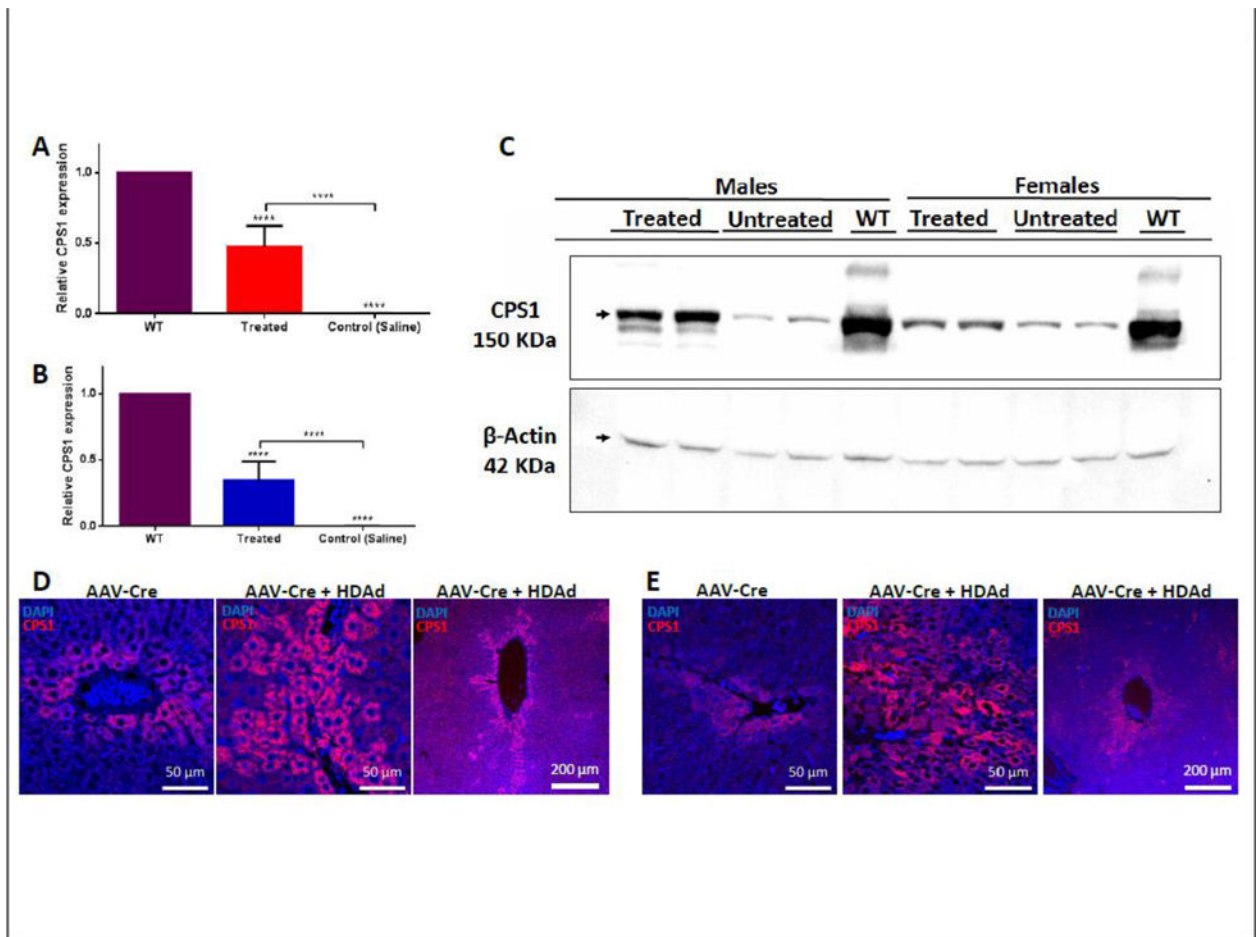 A
Relative CPS1 expression
1.0
0.5
0.0
****
****
****
WT Treated Control (Saline)
B
Relative CPS1 expression
1.0
0.5
0.0
****
****
****
WT Treated Control (Saline)
C
Males Females
Treated Untreated WT Treated Untreated WT
CPS1
150 KDa
β-Actin
42 KDa
D
AAV-Cre AAV-Cre + HDAd AAV-Cre + HDAd
DAPI DAPI DAPI
CPS1 CPS1 CPS1
50 μm 50 μm 200 μm
E
AAV-Cre AAV-Cre + HDAd AAV-Cre + HDAd
DAPI DAPI DAPI
CPS1 CPS1 CPS1
50 μm 50 μm 200 μm